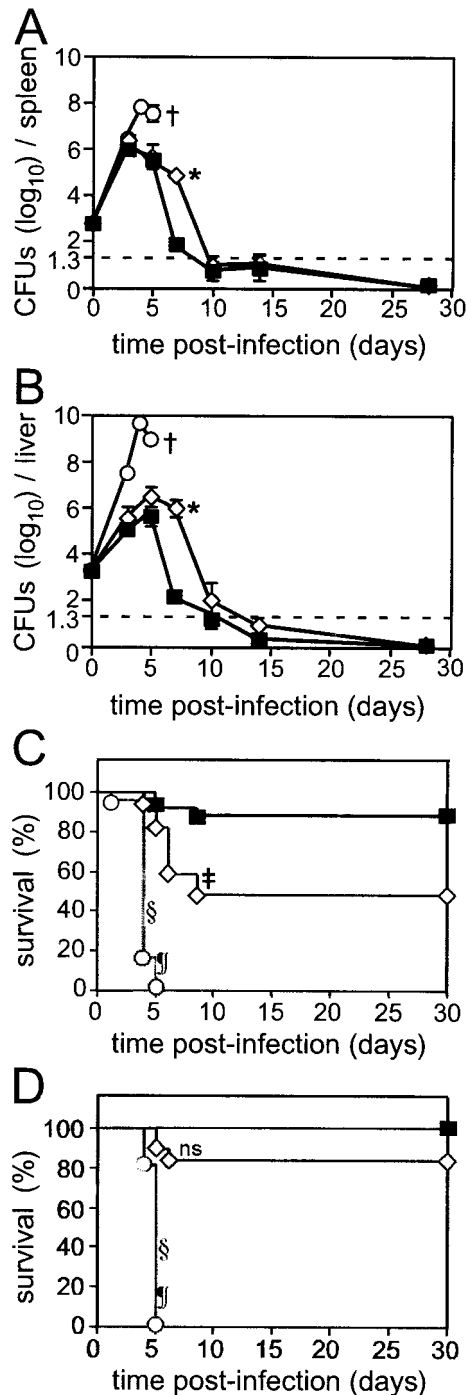 A
CFUs (log10) / spleen
10
8
6
4
2
1.3
0
†
*
0 5 10 15 20 25 30
time post-infection (days)
B
CFUs (log10) / liver
10
8
6
4
2
1.3
0
†
*
0 5 10 15 20 25 30
time post-infection (days)
C
survival (%)
100
80
60
40
20
0
‡
§
¶
0 5 10 15 20 25 30
time post-infection (days)
D
survival (%)
100
80
60
40
20
0
ns
§
¶
0 5 10 15 20 25 30
time post-infection (days)